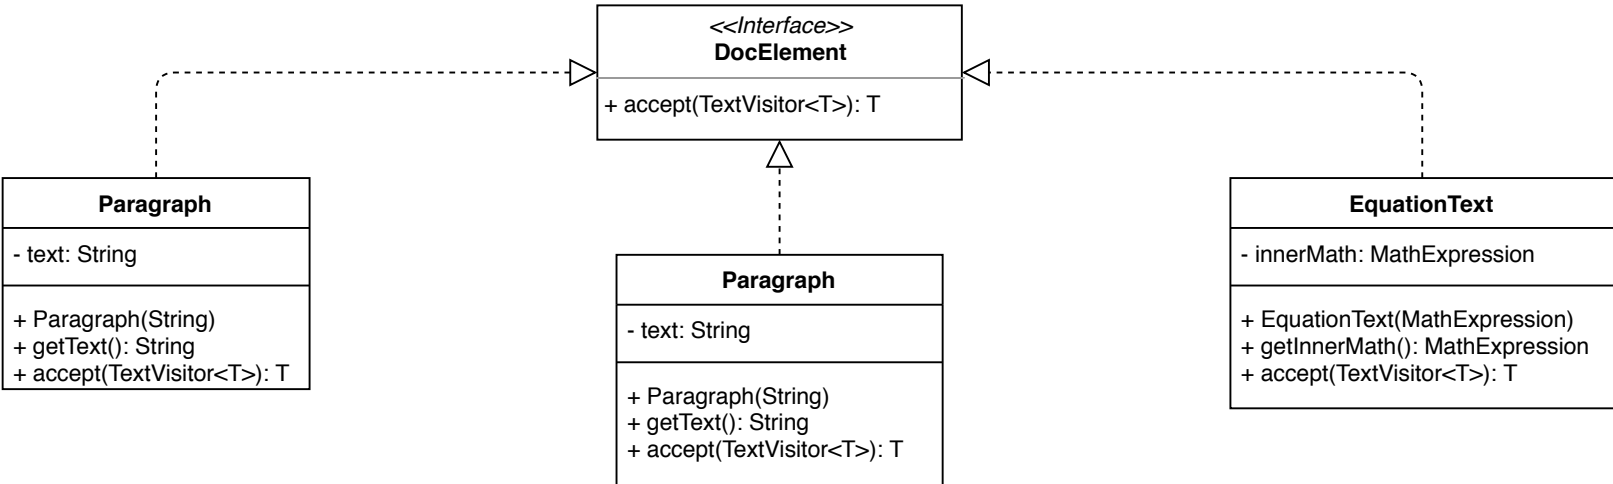 <<Interface>>
DocElement
+ accept(TextVisitor<T>): T
Paragraph
- text: String
+ Paragraph(String)
+ getText(): String
+ accept(TextVisitor<T>): T
Paragraph
- text: String
+ Paragraph(String)
+ getText(): String
+ accept(TextVisitor<T>): T
EquationText
- innerMath: MathExpression
+ EquationText(MathExpression)
+ getInnerMath(): MathExpression
+ accept(TextVisitor<T>): T